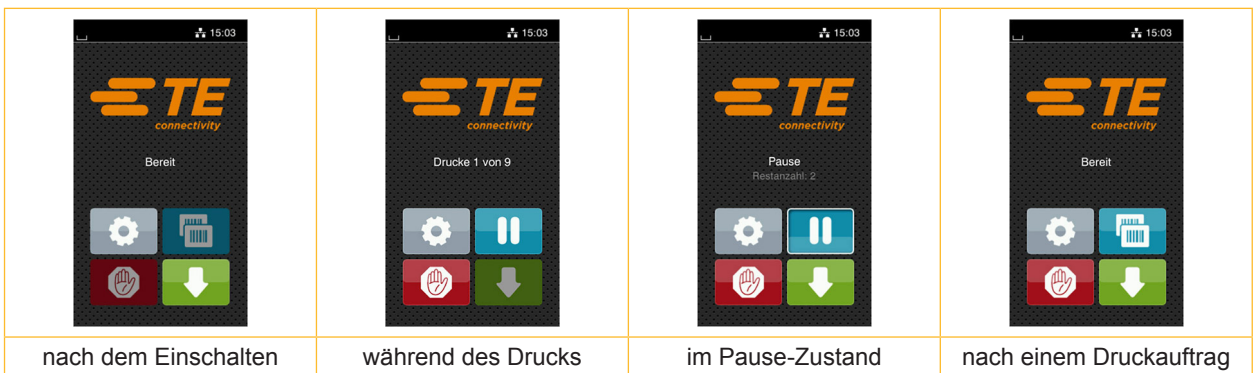 15:03
TE
connectivity
Bereit
nach dem Einschalten
15:03
TE
connectivity
Drucke 1 von 9
während des Drucks
15:03
TE
connectivity
Pause
Restanzahl: 2
im Pause-Zustand
15:03
TE
connectivity
Bereit
nach einem Druckauftrag